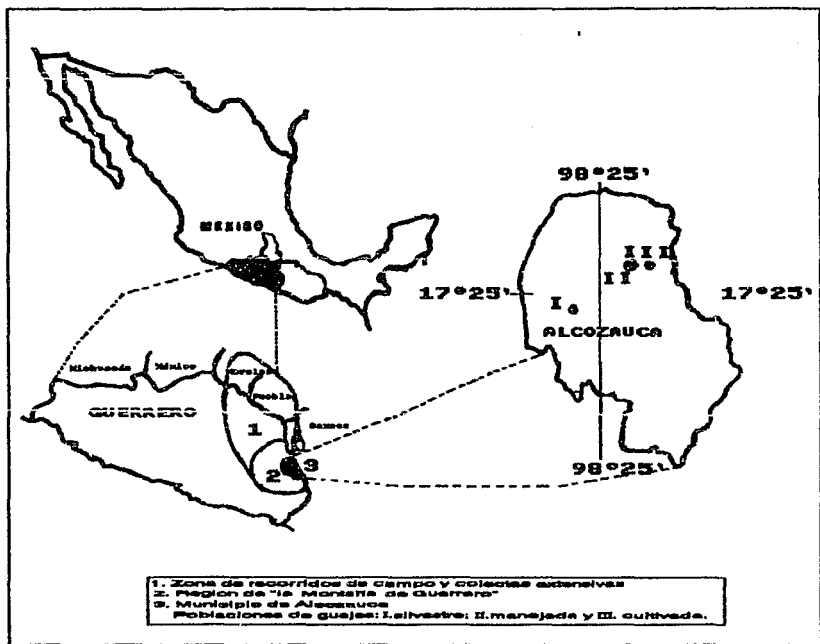 MEXICO
98°25'
III
II
17°25'
17°25'
I
ALCOZAUCA
Michoacán
México
Morelos
Puebla
GUERRERO
Oaxaca
1
2
3
98°25'
1. Zona de recorridos de campo y colectas extensivas
2. Region de "la Montaña de Guerrero"
3. Municipio de Alcozauca
Poblaciones de guajes: I.silvestre; II.manejada y III. cultivada.